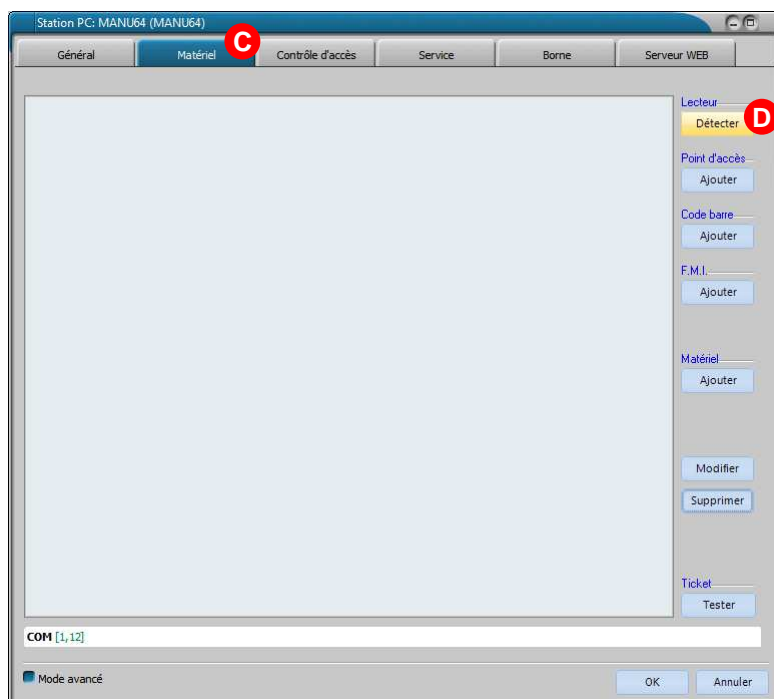 Station PC: MANU64 (MANU64)
C
Général Matériel Contrôle d'accès Service Borne Serveur WEB
Lecteur
Détecter D
Point d'accès
Ajouter
Code barre
Ajouter
F.M.I.
Ajouter
Matériel
Ajouter
Modifier
Supprimer
Ticket
Tester
COM [1,12]
Mode avancé
OK Annuler